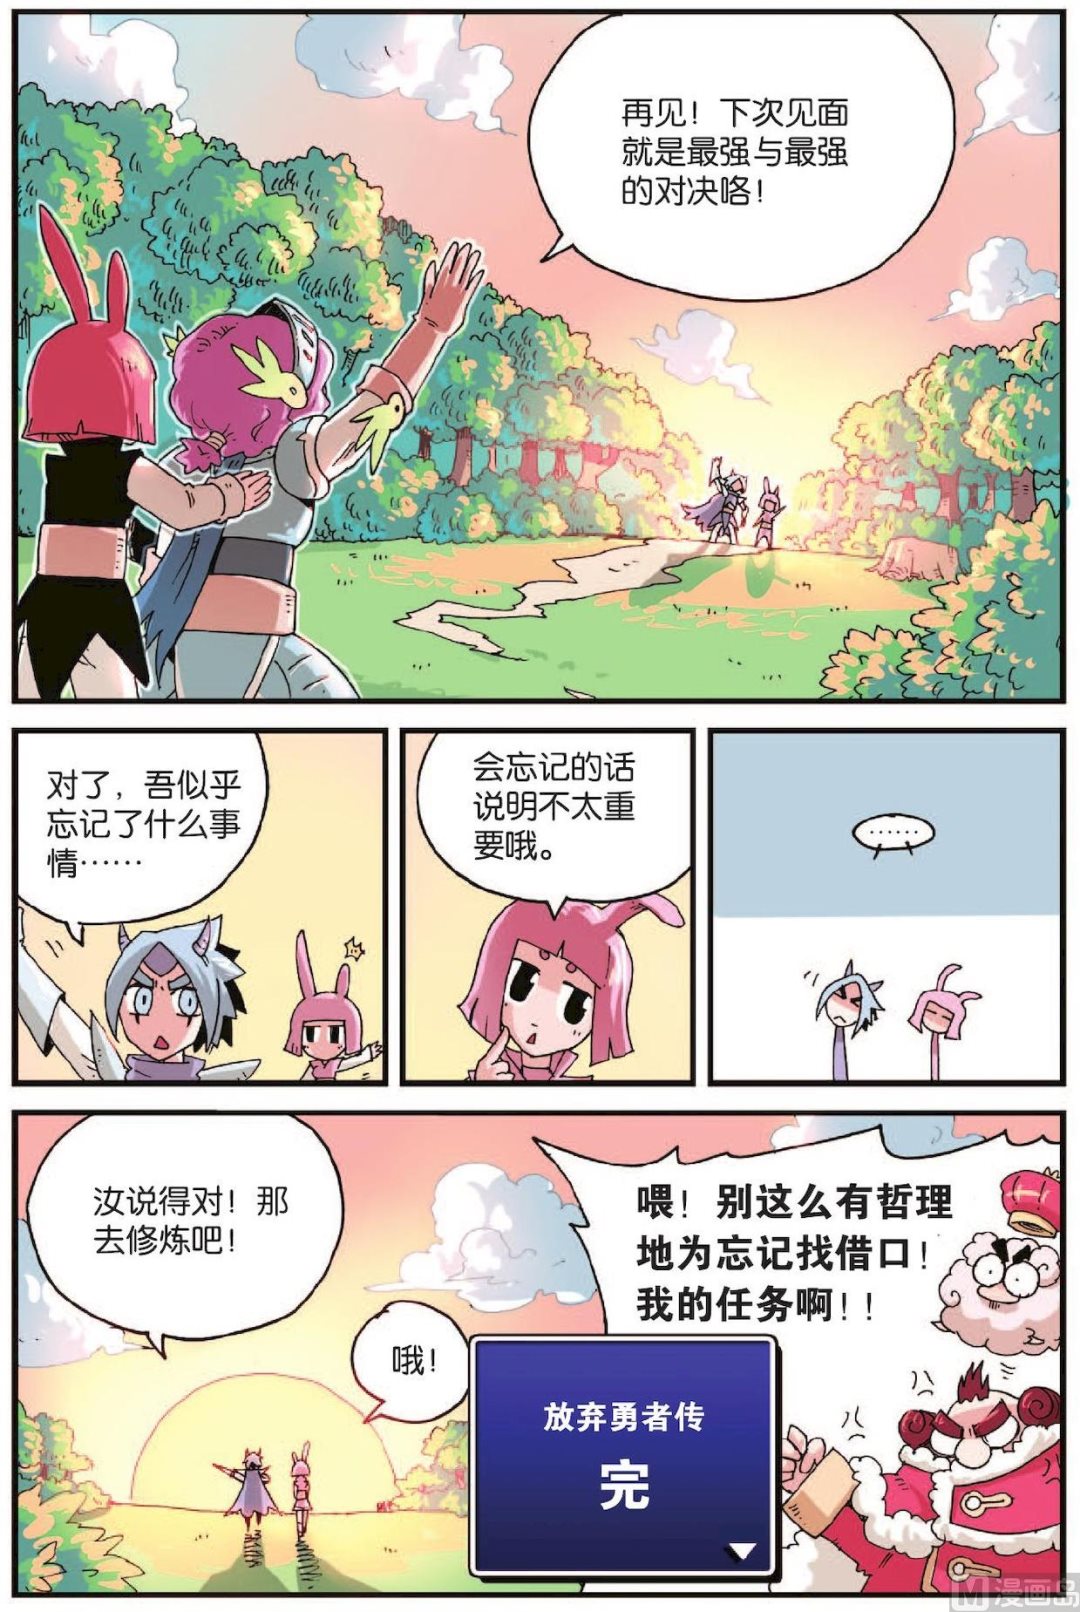 再见！下次见面
就是最强与最强
的对决咯！
对了，吾似乎
忘记了什么事
情……
会忘记的话
说明不太重
要哦。
……
汝说得对！那
去修炼吧！
哦！
喂！别这么有哲理
地为忘记找借口！
我的任务啊！！
放弃勇者传
完
M 漫画岛